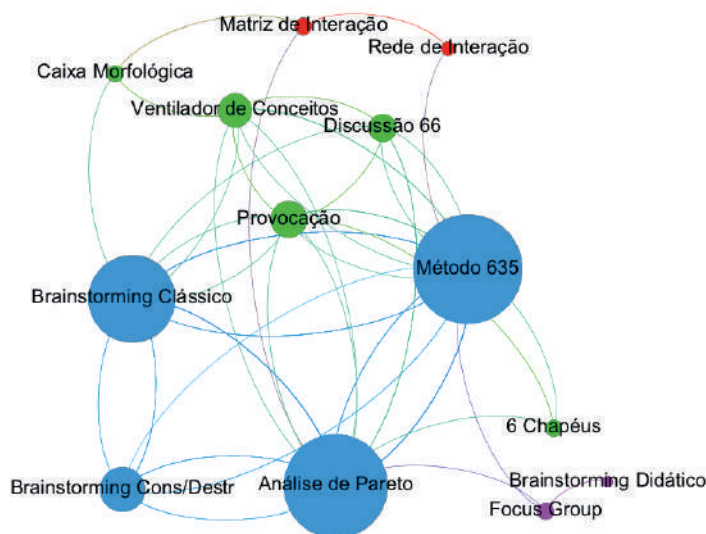 Matriz de Interação
Rede de Interação
Caixa Morfológica
Ventilador de Conceitos
Discussão 66
Provocação
Método 635
Brainstorming Clássico
6 Chapéus
Brainstorming Didático
Brainstorming Cons/Destr
Análise de Pareto
Focus Group